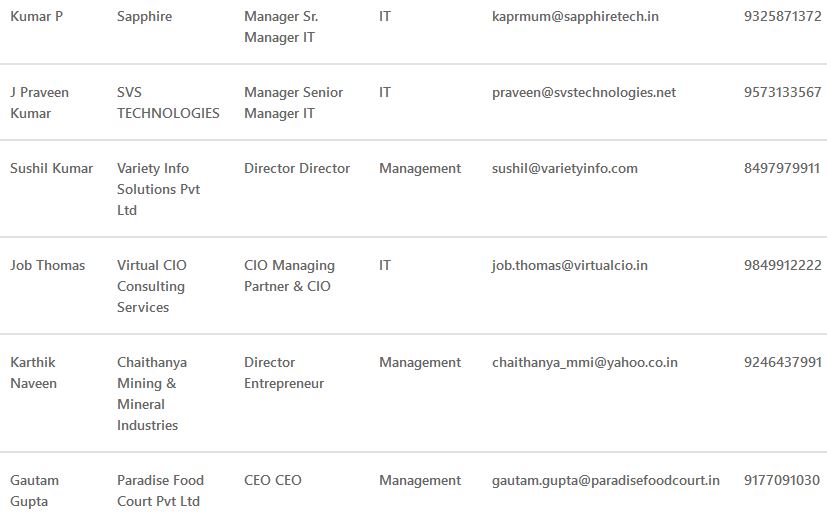 Kumar P Sapphire Manager Sr. IT kaprmum@sapphiretech.in 9325871372
Manager IT
J Praveen SVS Manager Senior IT praveen@svstechnologies.net 9573133567
Kumar TECHNOLOGIES Manager IT
Sushil Kumar Variety Info Director Director Management sushil@varietyinfo.com 8497979911
Solutions Pvt
Ltd
Job Thomas Virtual CIO CIO Managing IT job.thomas@virtualcio.in 9849912222
Consulting Partner & CIO
Services
Karthik Chaithanya Director Management chaithanya_mmi@yahoo.co.in 9246437991
Naveen Mining & Entrepreneur
Mineral
Industries
Gautam Paradise Food CEO CEO Management gautam.gupta@paradisefoodcourt.in 9177091030
Gupta Court Pvt Ltd